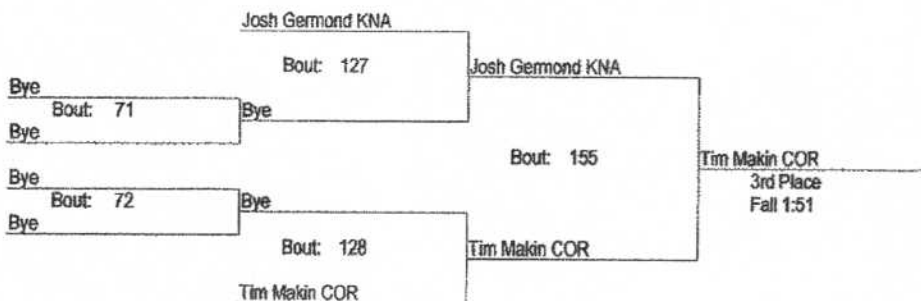 Josh Germond KNA
Bout: 127
Josh Germond KNA
Bye
Bout: 71
Bye
Bye
Bout: 155
Tim Makin COR
3rd Place
Fall 1:51
Bye
Bout: 72
Bye
Bye
Bout: 128
Tim Makin COR
Tim Makin COR